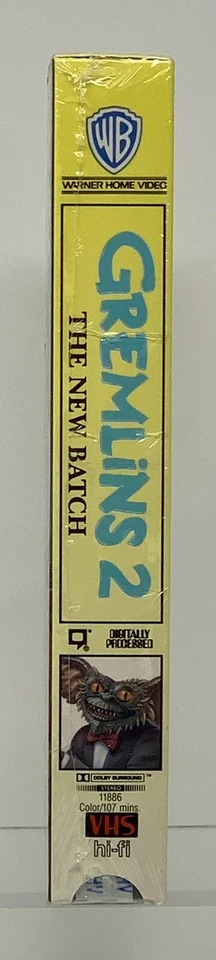 WB
WARNER HOME VIDEO
GREMLiNS 2
THE NEW BATCH
DIGITALLY
PROCESSED
DOLBY SURROUND™
STEREO
11886
Color/107 mins.
VHS
hi-fi